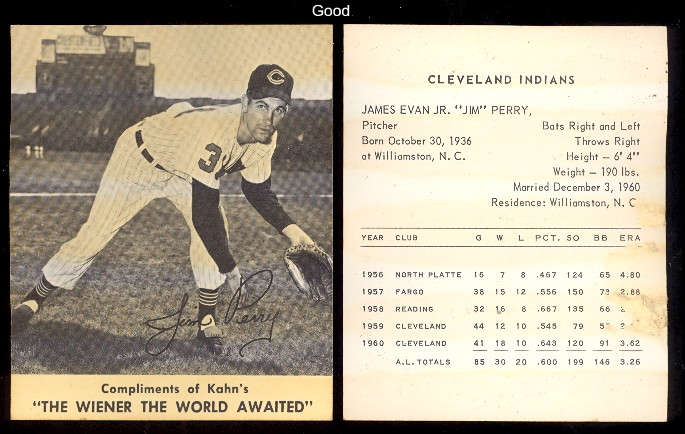 Good
C
3
Jim Perry
Compliments of Kahn's
"THE WIENER THE WORLD AWAITED"
CLEVELAND INDIANS
JAMES EVAN JR. "JIM" PERRY,
Pitcher Bats Right and Left
Born October 30, 1936 Throws Right
at Williamston, N. C. Height — 6' 4"
Weight — 190 lbs.
Married December 3, 1960
Residence: Williamston, N. C
YEAR CLUB G W L PCT. SO BB ERA
1956 NORTH PLATTE 16 7 8 .467 124 65 4.80
1957 FARGO 38 15 12 .556 150 73 2.88
1958 READING 32 16 8 .667 135 66
1959 CLEVELAND 44 12 10 .545 79
1960 CLEVELAND 41 18 10 .643 120 91 3.62
A.L. TOTALS 85 30 20 .600 199 146 3.26